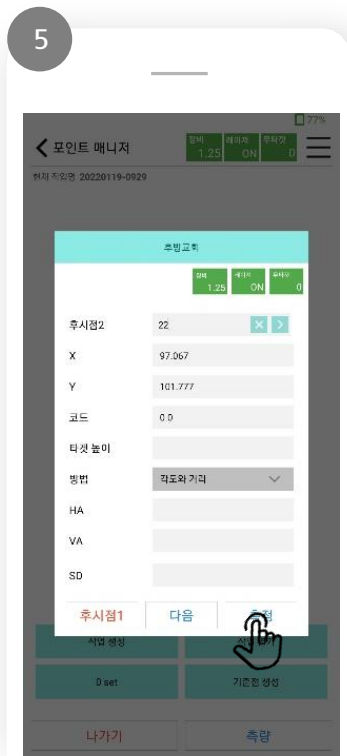 5
77%
포인트 매니저
장비 레이저 무타겟
1.25 ON 0
현재 작업명 20220119-0929
후방교회
장비 레이저 무타겟
1.25 ON 0
후시점2 22
X 97.067
Y 101.777
코드 0.0
타겟 높이
방법 각도와 거리
HA
VA
SD
후시점1 다음 측정
사업 생성
0 set 기준점 생성
나가기 측량